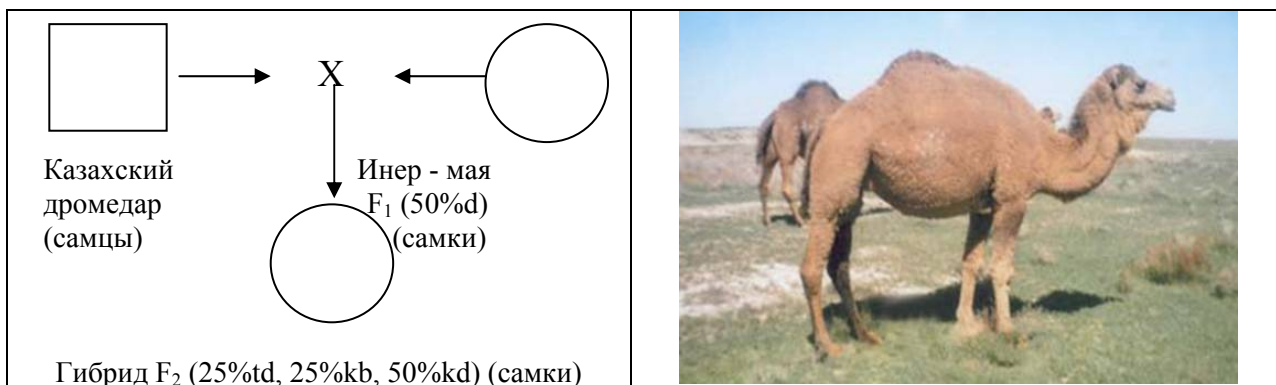 X
Казахский
дромедар
(самцы)
Инер - мая
F₁ (50%d)
(самки)
Гибрид F₂ (25%td, 25%kb, 50%kd) (самки)